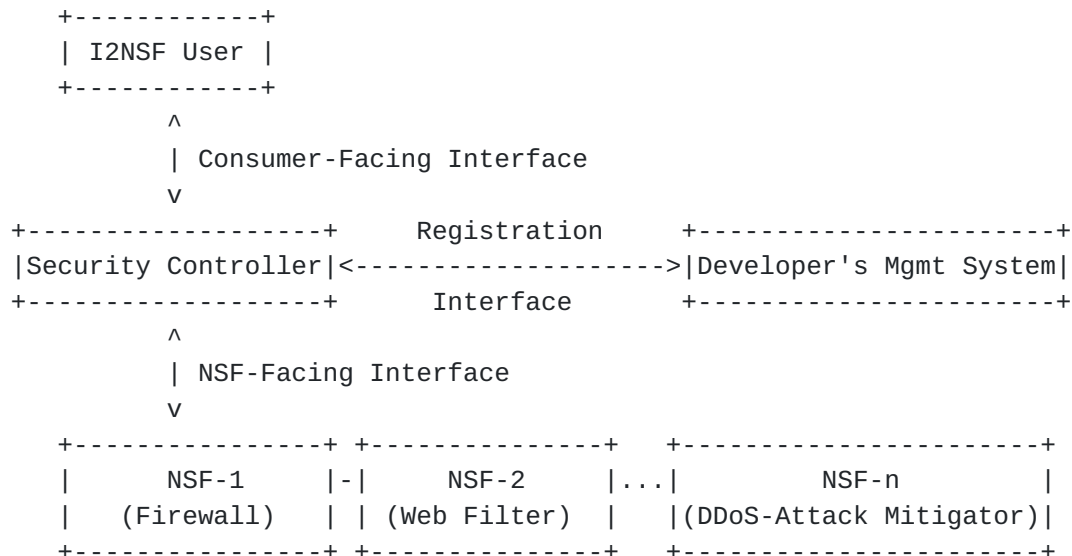 +------------+
| I2NSF User |
+------------+
^
| Consumer-Facing Interface
v
+-------------------+     Registration     +-----------------------+
|Security Controller|<-------------------->|Developer's Mgmt System|
+-------------------+      Interface       +-----------------------+
^
| NSF-Facing Interface
v
+----------------+ +---------------+   +-----------------------+
|      NSF-1     |-|     NSF-2     |...|         NSF-n         |
|   (Firewall)   | | (Web Filter)  |   |(DDoS-Attack Mitigator)|
+----------------+ +---------------+   +-----------------------+